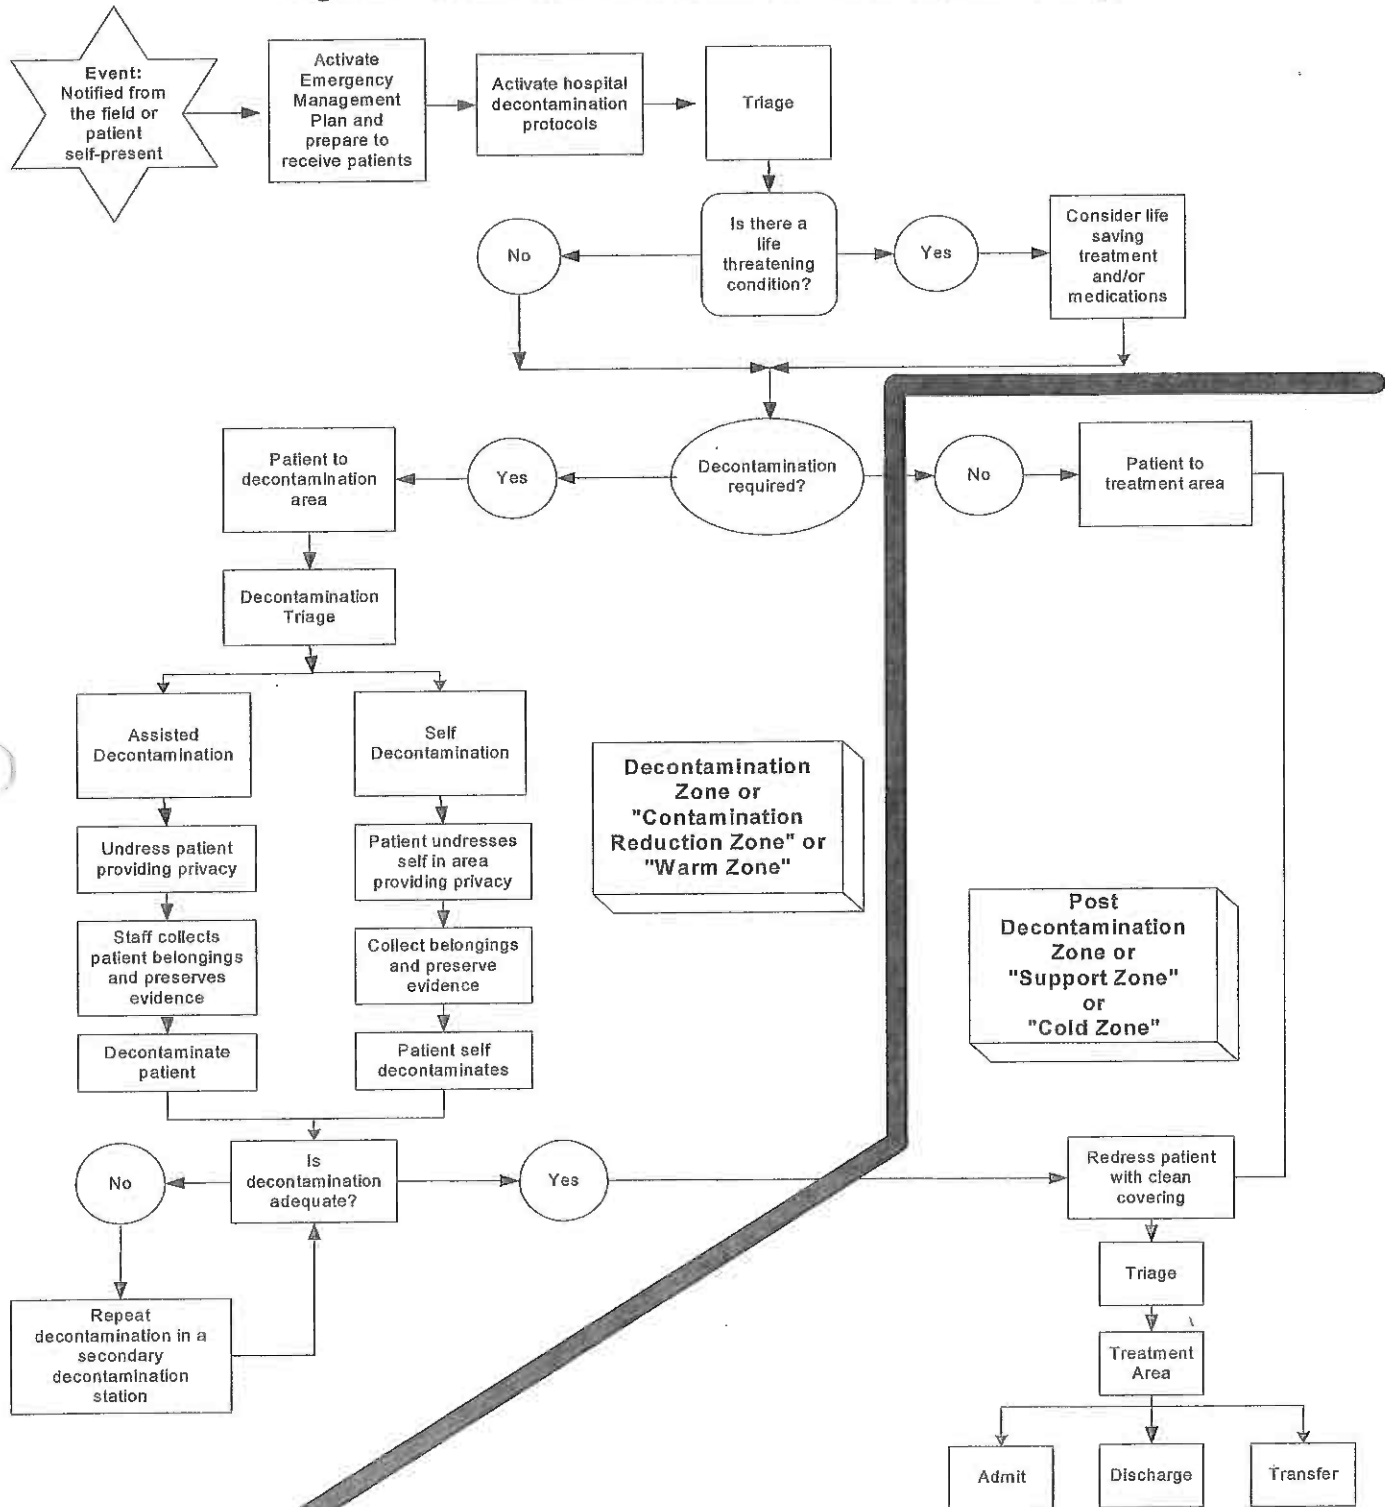 Event:
Notified from
the field or
patient
self-present
Activate
Emergency
Management
Plan and
prepare to
receive patients
Activate hospital
decontamination
protocols
Triage
Is there a
life
threatening
condition?
No
Yes
Consider life
saving
treatment
and/or
medications
Decontamination
required?
Yes
No
Patient to
decontamination
area
Patient to
treatment area
Decontamination
Triage
Assisted
Decontamination
Self
Decontamination
Undress patient
providing privacy
Patient undresses
self in area
providing privacy
Staff collects
patient belongings
and preserves
evidence
Collect belongings
and preserve
evidence
Decontaminate
patient
Patient self
decontaminates
Decontamination
Zone or
"Contamination
Reduction Zone" or
"Warm Zone"
Post
Decontamination
Zone or
"Support Zone"
or
"Cold Zone"
No
Is
decontamination
adequate?
Yes
Redress patient
with clean
covering
Repeat
decontamination in a
secondary
decontamination
station
Triage
Treatment
Area
Admit
Discharge
Transfer